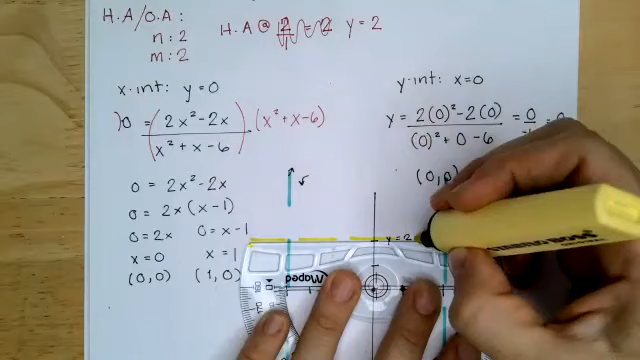 H.A/O.A:
n: 2
m: 2
H.A @ y = 2
x-int: y=0
0 = (2x² - 2x / x² + x - 6) (x² + x - 6)
0 = 2x² - 2x
0 = 2x (x - 1)
0 = 2x 0 = x - 1
x = 0 x = 1
(0,0) (1,0)
y-int: x=0
y = 2(0)² - 2(0) / (0)² + 0 - 6 = 0
(0,0)
y = 2
Maped
BOSS